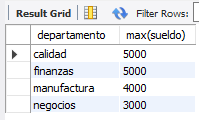 Result Grid Filter Rows:
departamento max(sueldo)
calidad 5000
finanzas 5000
manufactura 4000
negocios 3000